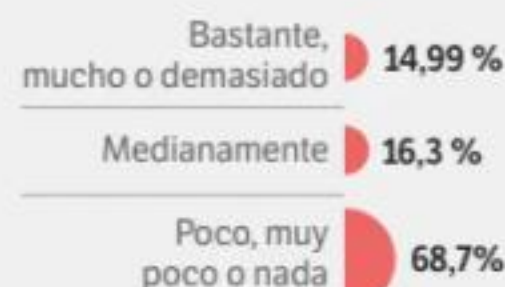 Bastante,
mucho o demasiado
14,99 %
Medianamente
16,3 %
Poco, muy
poco o nada
68,7%